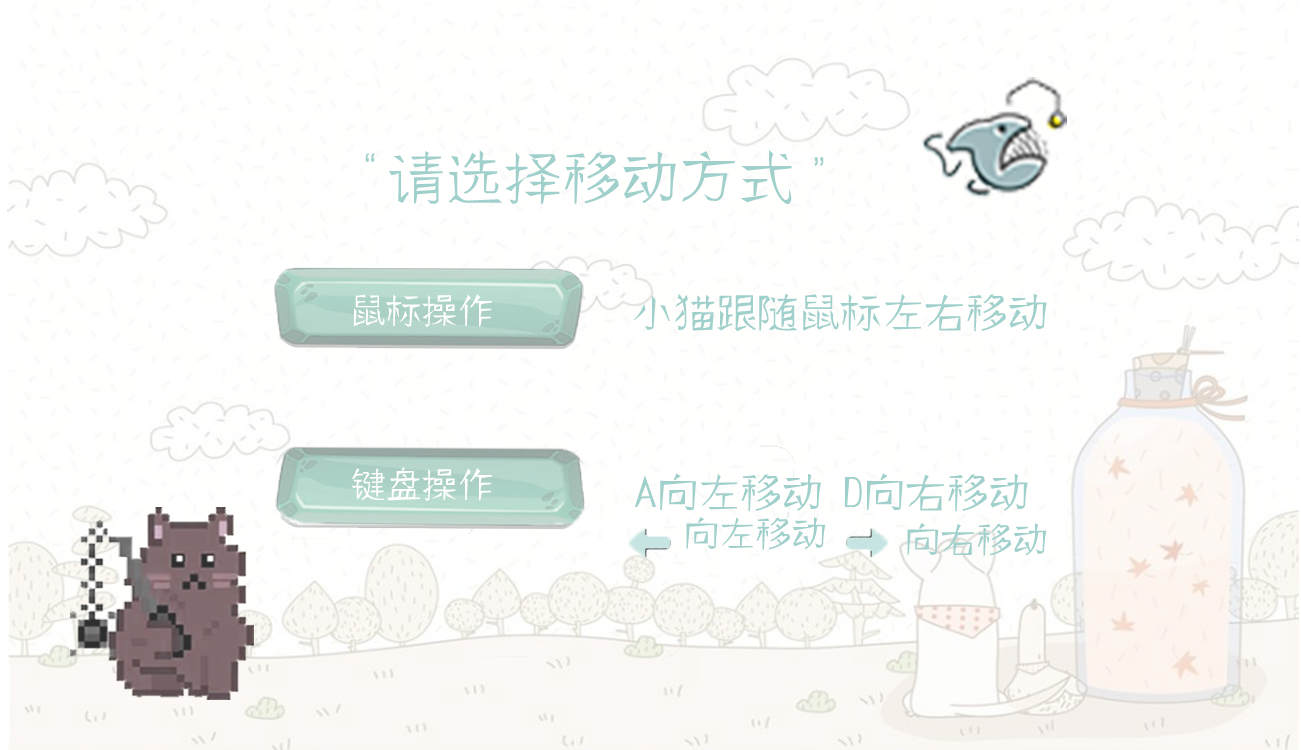 “请选择移动方式”
鼠标操作 小猫跟随鼠标左右移动
键盘操作 A向左移动 D向右移动
向左移动 向右移动